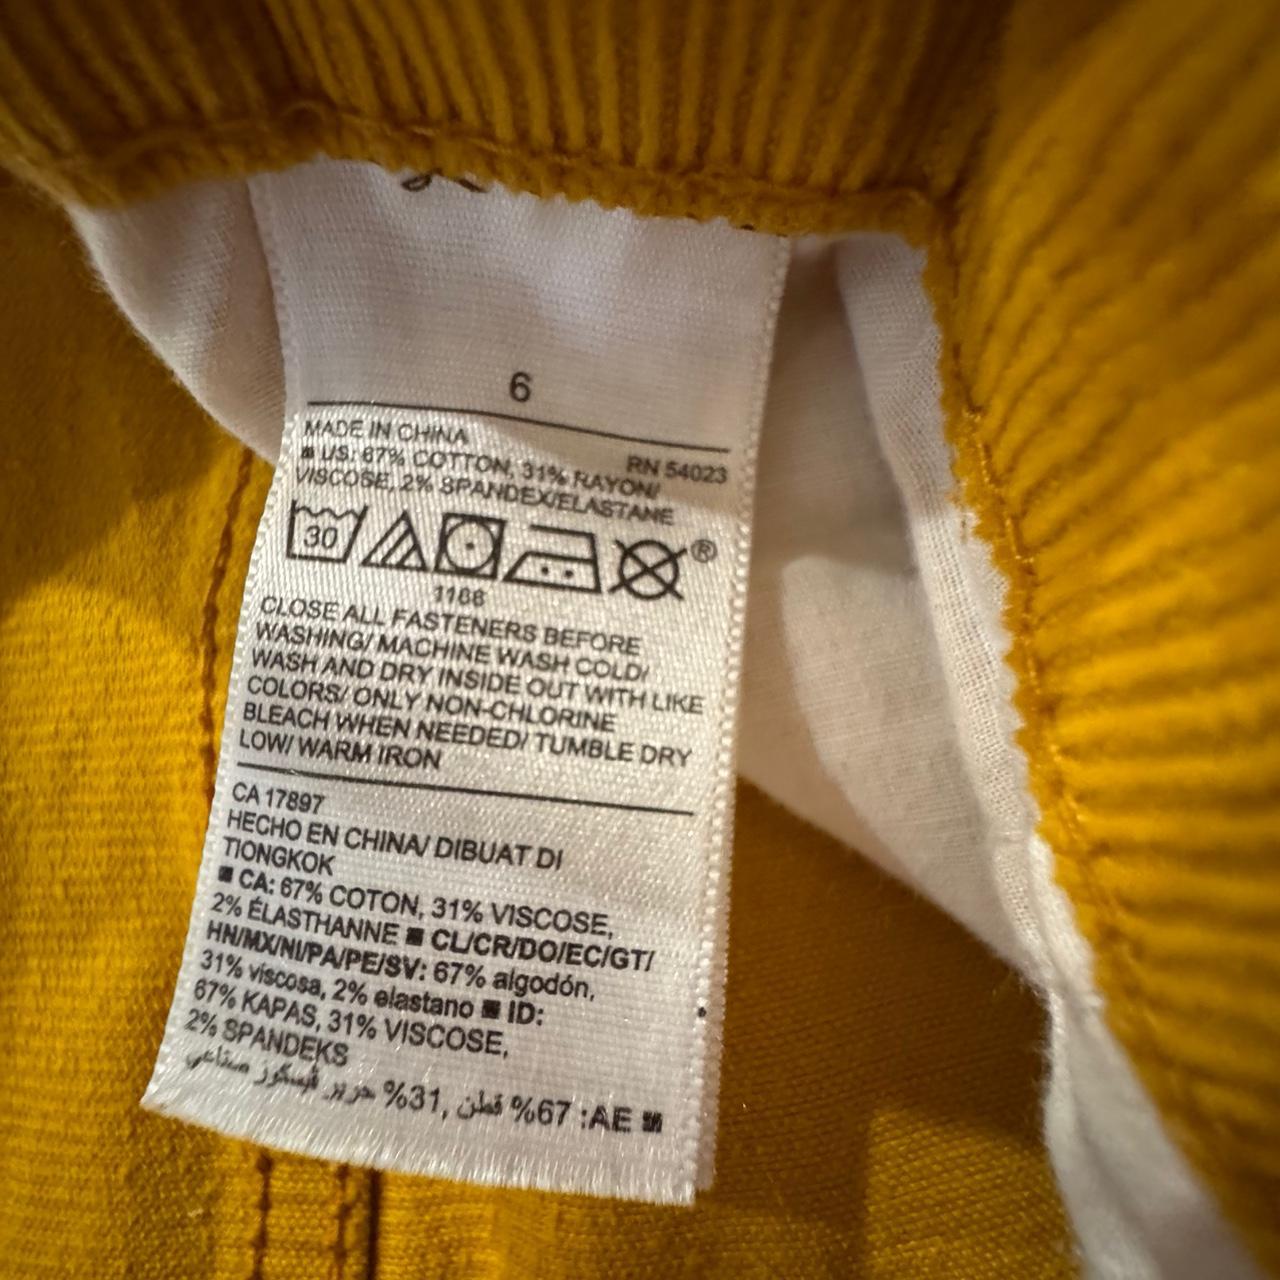 6
MADE IN CHINA
RN 54023
■ US: 67% COTTON, 31% RAYON/
VISCOSE, 2% SPANDEX/ELASTANE
30
®
1166
CLOSE ALL FASTENERS BEFORE
WASHING/ MACHINE WASH COLD/
WASH AND DRY INSIDE OUT WITH LIKE
COLORS/ ONLY NON-CHLORINE
BLEACH WHEN NEEDED/ TUMBLE DRY
LOW/ WARM IRON
CA 17897
HECHO EN CHINA/ DIBUAT DI
TIONGKOK
■ CA: 67% COTON, 31% VISCOSE,
2% ÉLASTHANNE ■ CL/CR/DO/EC/GT/
HN/MX/NI/PA/PE/SV: 67% algodón,
31% viscosa, 2% elastano ■ ID:
67% KAPAS, 31% VISCOSE,
2% SPANDEKS
■ AE: 67% قطن, 31% حرير فيسكوز صناعي